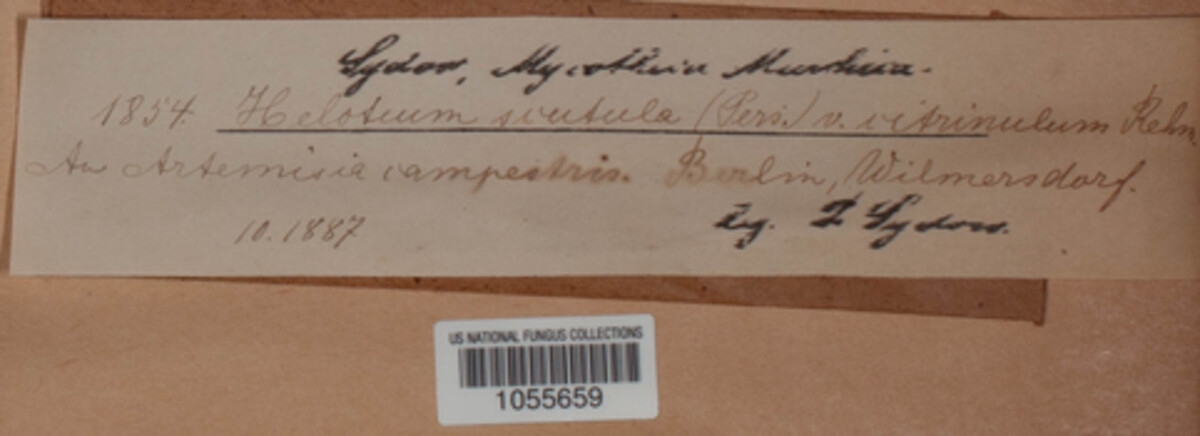 Sydow, Mycotheca Marchica.
1854. Helotium scutula (Pers.) v. vitrinulum Rehm.
An Artemisia campestris. Berlin, Wilmersdorf.
10.1887 Leg. P. Sydow.
US NATIONAL FUNGUS COLLECTIONS
1055659